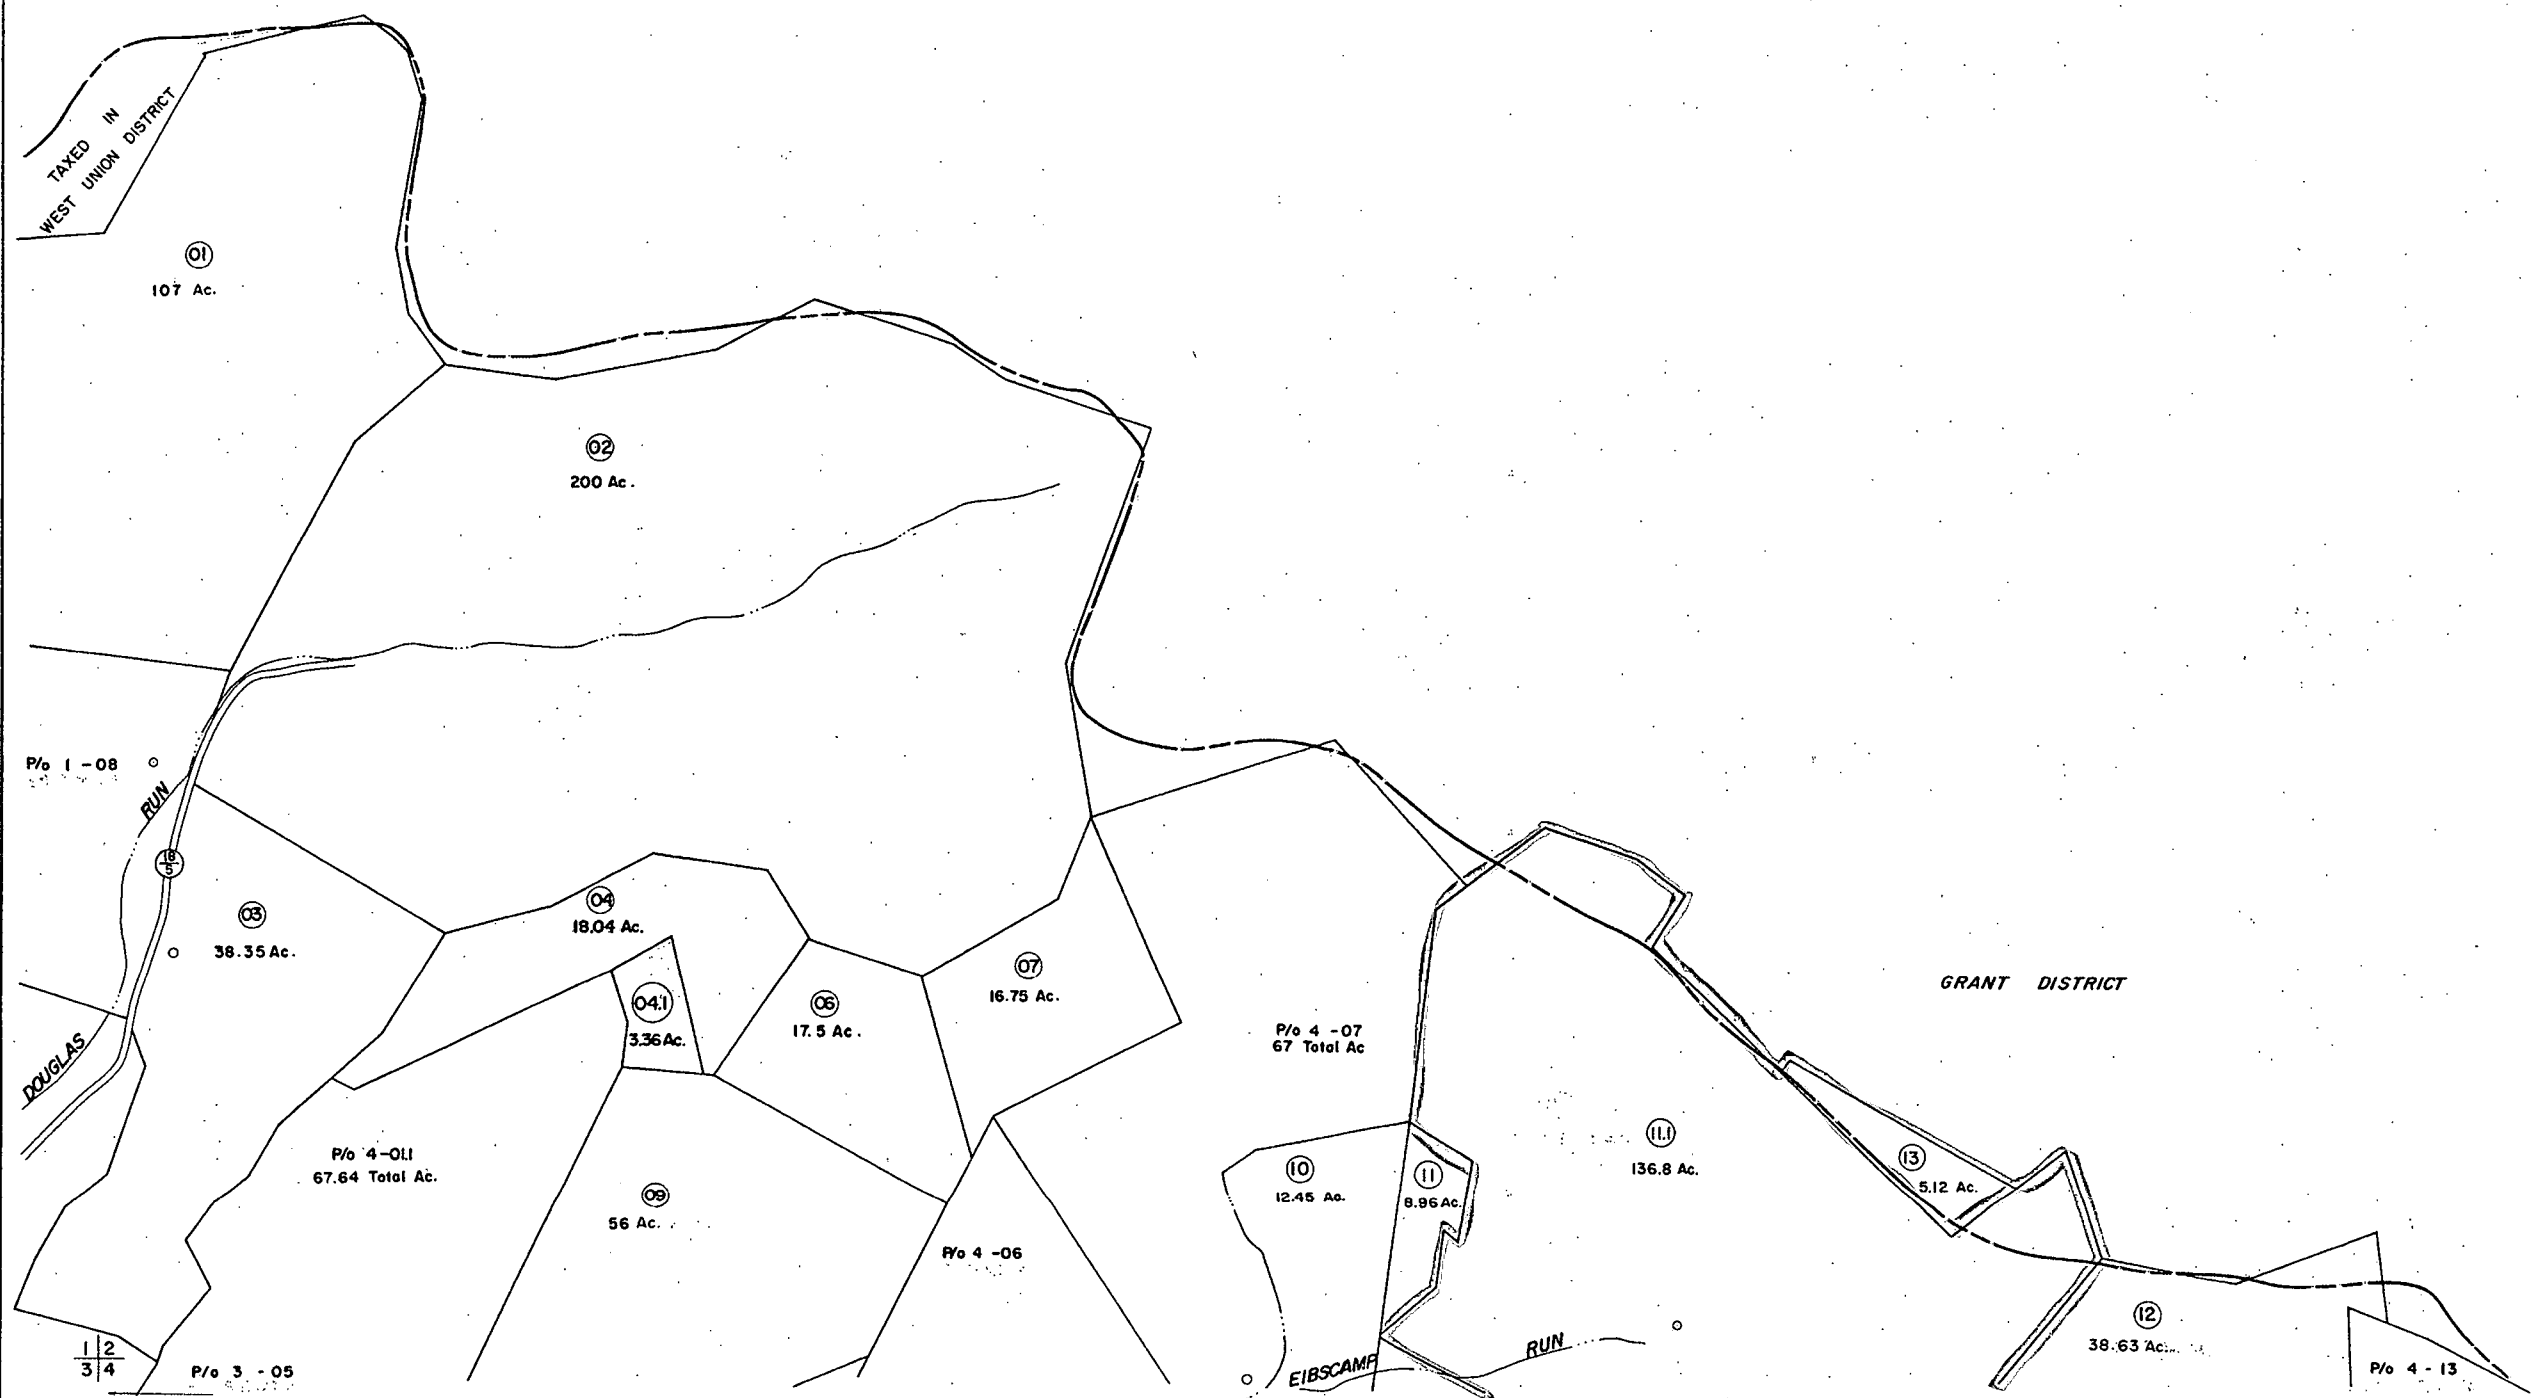 TAXED IN
WEST UNION DISTRICT
01
107 Ac.
02
200 Ac.
P/o 1-08
RUN
18
5
03
38.35 Ac.
04
18.04 Ac.
04.1
3.36 Ac.
06
17.5 Ac.
07
16.75 Ac.
P/o 4-07
67 Total Ac
GRANT DISTRICT
DOUGLAS
P/o 4-01.1
67.64 Total Ac.
09
56 Ac.
P/o 4-06
10
12.45 Ac.
11
8.96 Ac.
11.1
136.8 Ac.
13
5.12 Ac.
12
38.63 Ac.
1 2
3 4
P/o 3-05
EIBSCAMP RUN
P/o 4-13